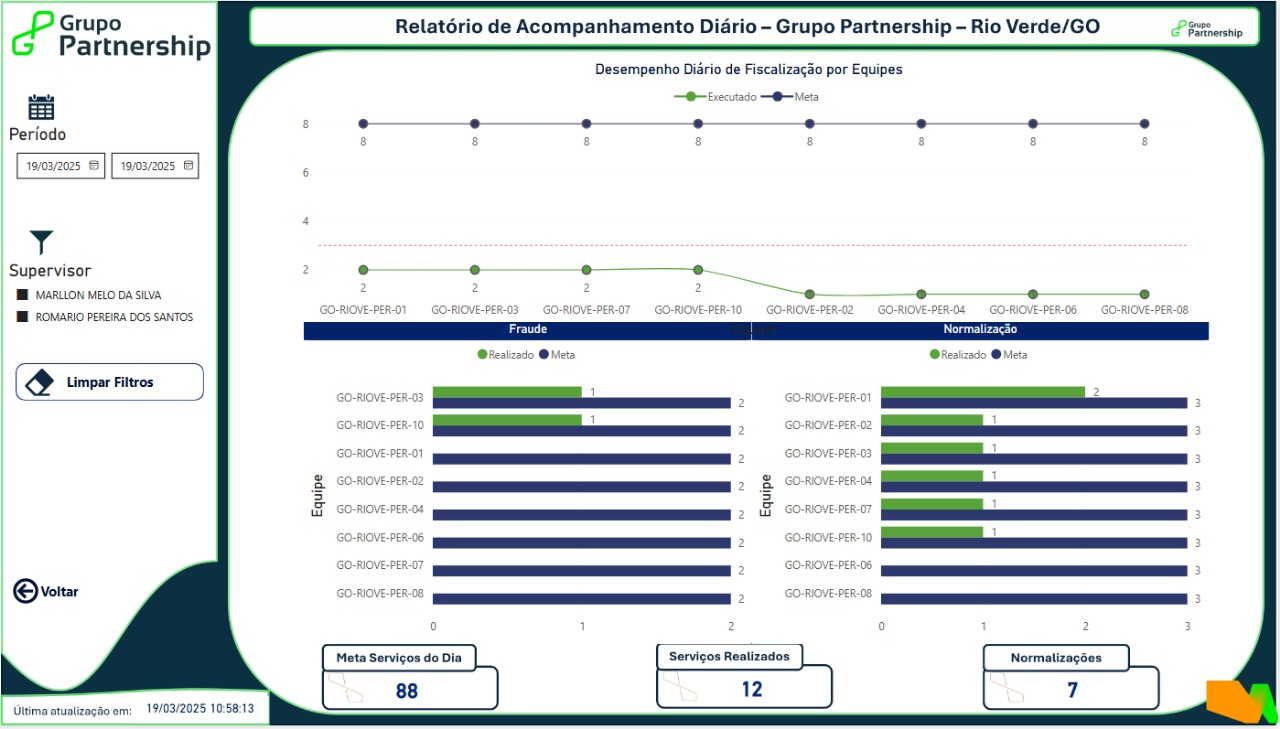 Grupo
Partnership
Relatório de Acompanhamento Diário – Grupo Partnership – Rio Verde/GO
Grupo
Partnership
Período
19/03/2025 19/03/2025
Supervisor
MARLLON MELO DA SILVA
ROMARIO PEREIRA DOS SANTOS
Limpar Filtros
Voltar
Última atualização em: 19/03/2025 10:58:13
Desempenho Diário de Fiscalização por Equipes
Executado Meta
8
8 8 8 8 8 8 8 8
6
4
2
2 2 2 2
GO-RIOVE-PER-01 GO-RIOVE-PER-03 GO-RIOVE-PER-07 GO-RIOVE-PER-10 GO-RIOVE-PER-02 GO-RIOVE-PER-04 GO-RIOVE-PER-06 GO-RIOVE-PER-08
Equipe
Fraude
Realizado Meta
Equipe
GO-RIOVE-PER-03 1
2
GO-RIOVE-PER-10 1
2
GO-RIOVE-PER-01 2
GO-RIOVE-PER-02 2
GO-RIOVE-PER-04 2
GO-RIOVE-PER-06 2
GO-RIOVE-PER-07 2
GO-RIOVE-PER-08 2
0 1 2
Normalização
Realizado Meta
Equipe
GO-RIOVE-PER-01 2
3
GO-RIOVE-PER-02 1
3
GO-RIOVE-PER-03 1
3
GO-RIOVE-PER-04 1
3
GO-RIOVE-PER-07 1
3
GO-RIOVE-PER-10 1
3
GO-RIOVE-PER-06 3
GO-RIOVE-PER-08 3
0 1 2 3
Meta Serviços do Dia
88
Serviços Realizados
12
Normalizações
7